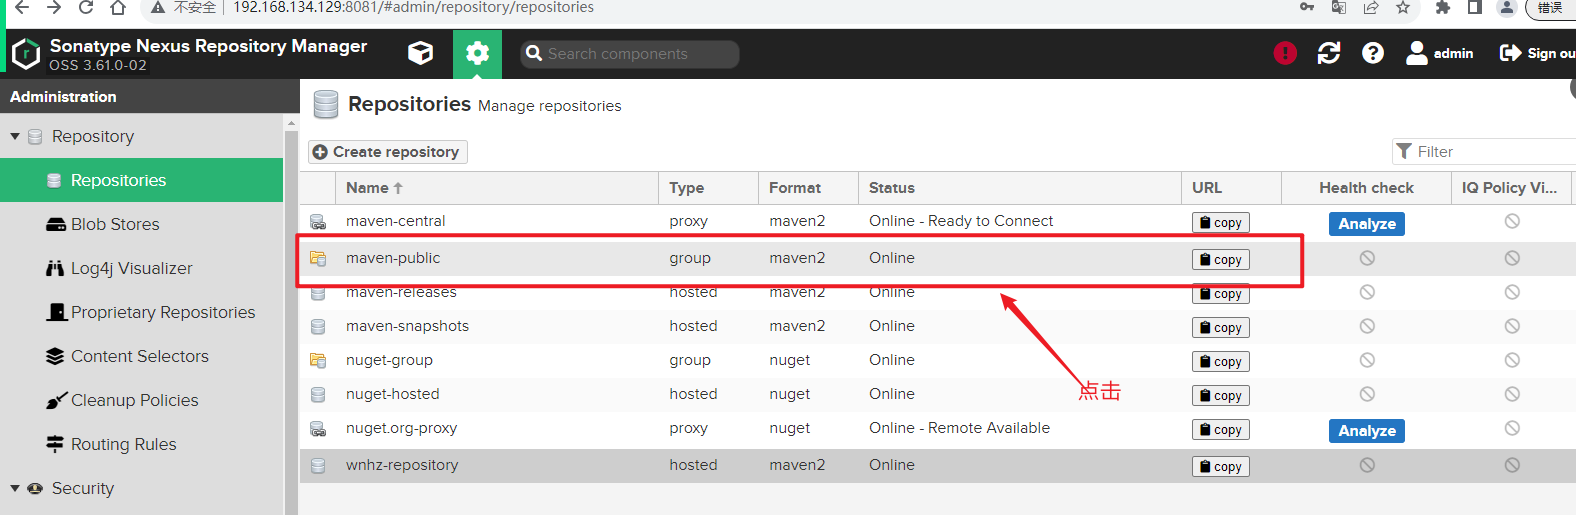 不安全 192.168.134.129:8081/#admin/repository/repositories 错误
Sonatype Nexus Repository Manager
OSS 3.61.0-02
Search components
admin
Sign ou
Administration
Repositories Manage repositories
Repository
Create repository
Filter
Repositories
Name Type Format Status URL Health check IQ Policy Vi...
maven-central proxy maven2 Online - Ready to Connect copy Analyze
Blob Stores
maven-public group maven2 Online copy
Log4j Visualizer
maven-releases hosted maven2 Online copy
Proprietary Repositories
maven-snapshots hosted maven2 Online copy
Content Selectors
nuget-group group nuget Online copy
Cleanup Policies
nuget-hosted hosted nuget Online copy
点击
Routing Rules
nuget.org-proxy proxy nuget Online - Remote Available copy Analyze
wnhz-repository hosted maven2 Online copy
Security